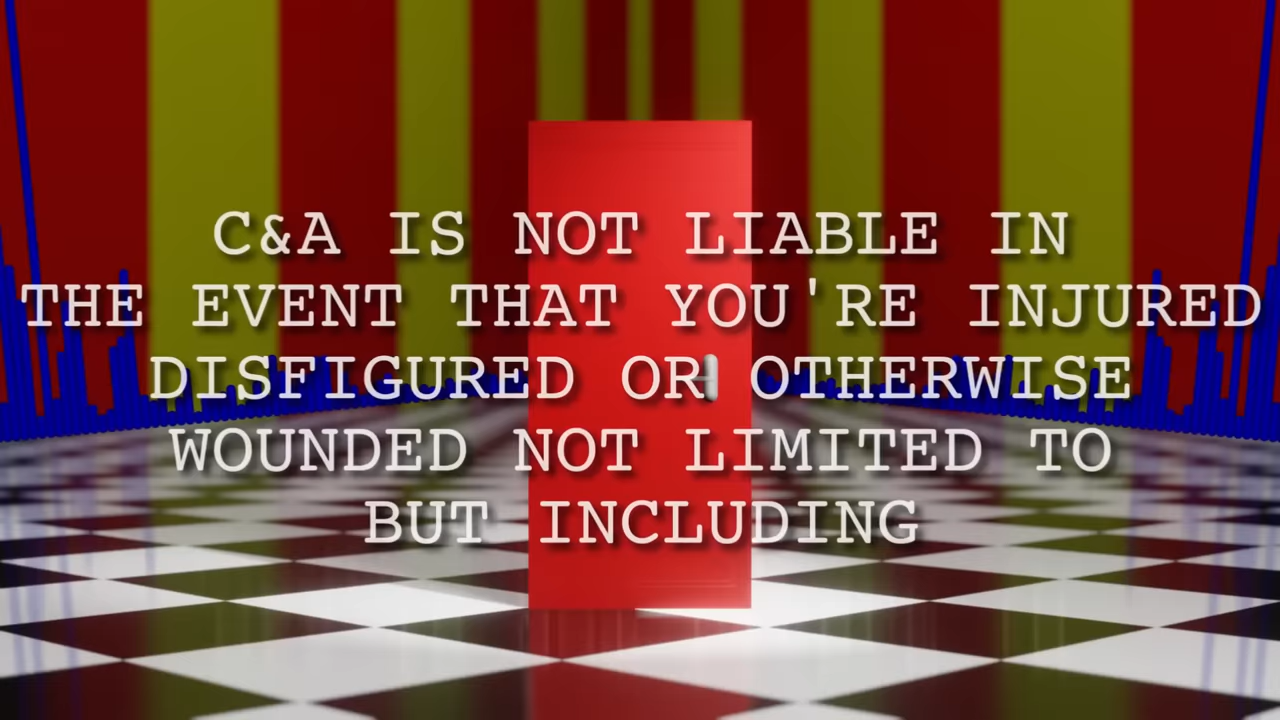 C&A IS NOT LIABLE IN
THE EVENT THAT YOU'RE INJURED
DISFIGURED OR OTHERWISE
WOUNDED NOT LIMITED TO
BUT INCLUDING